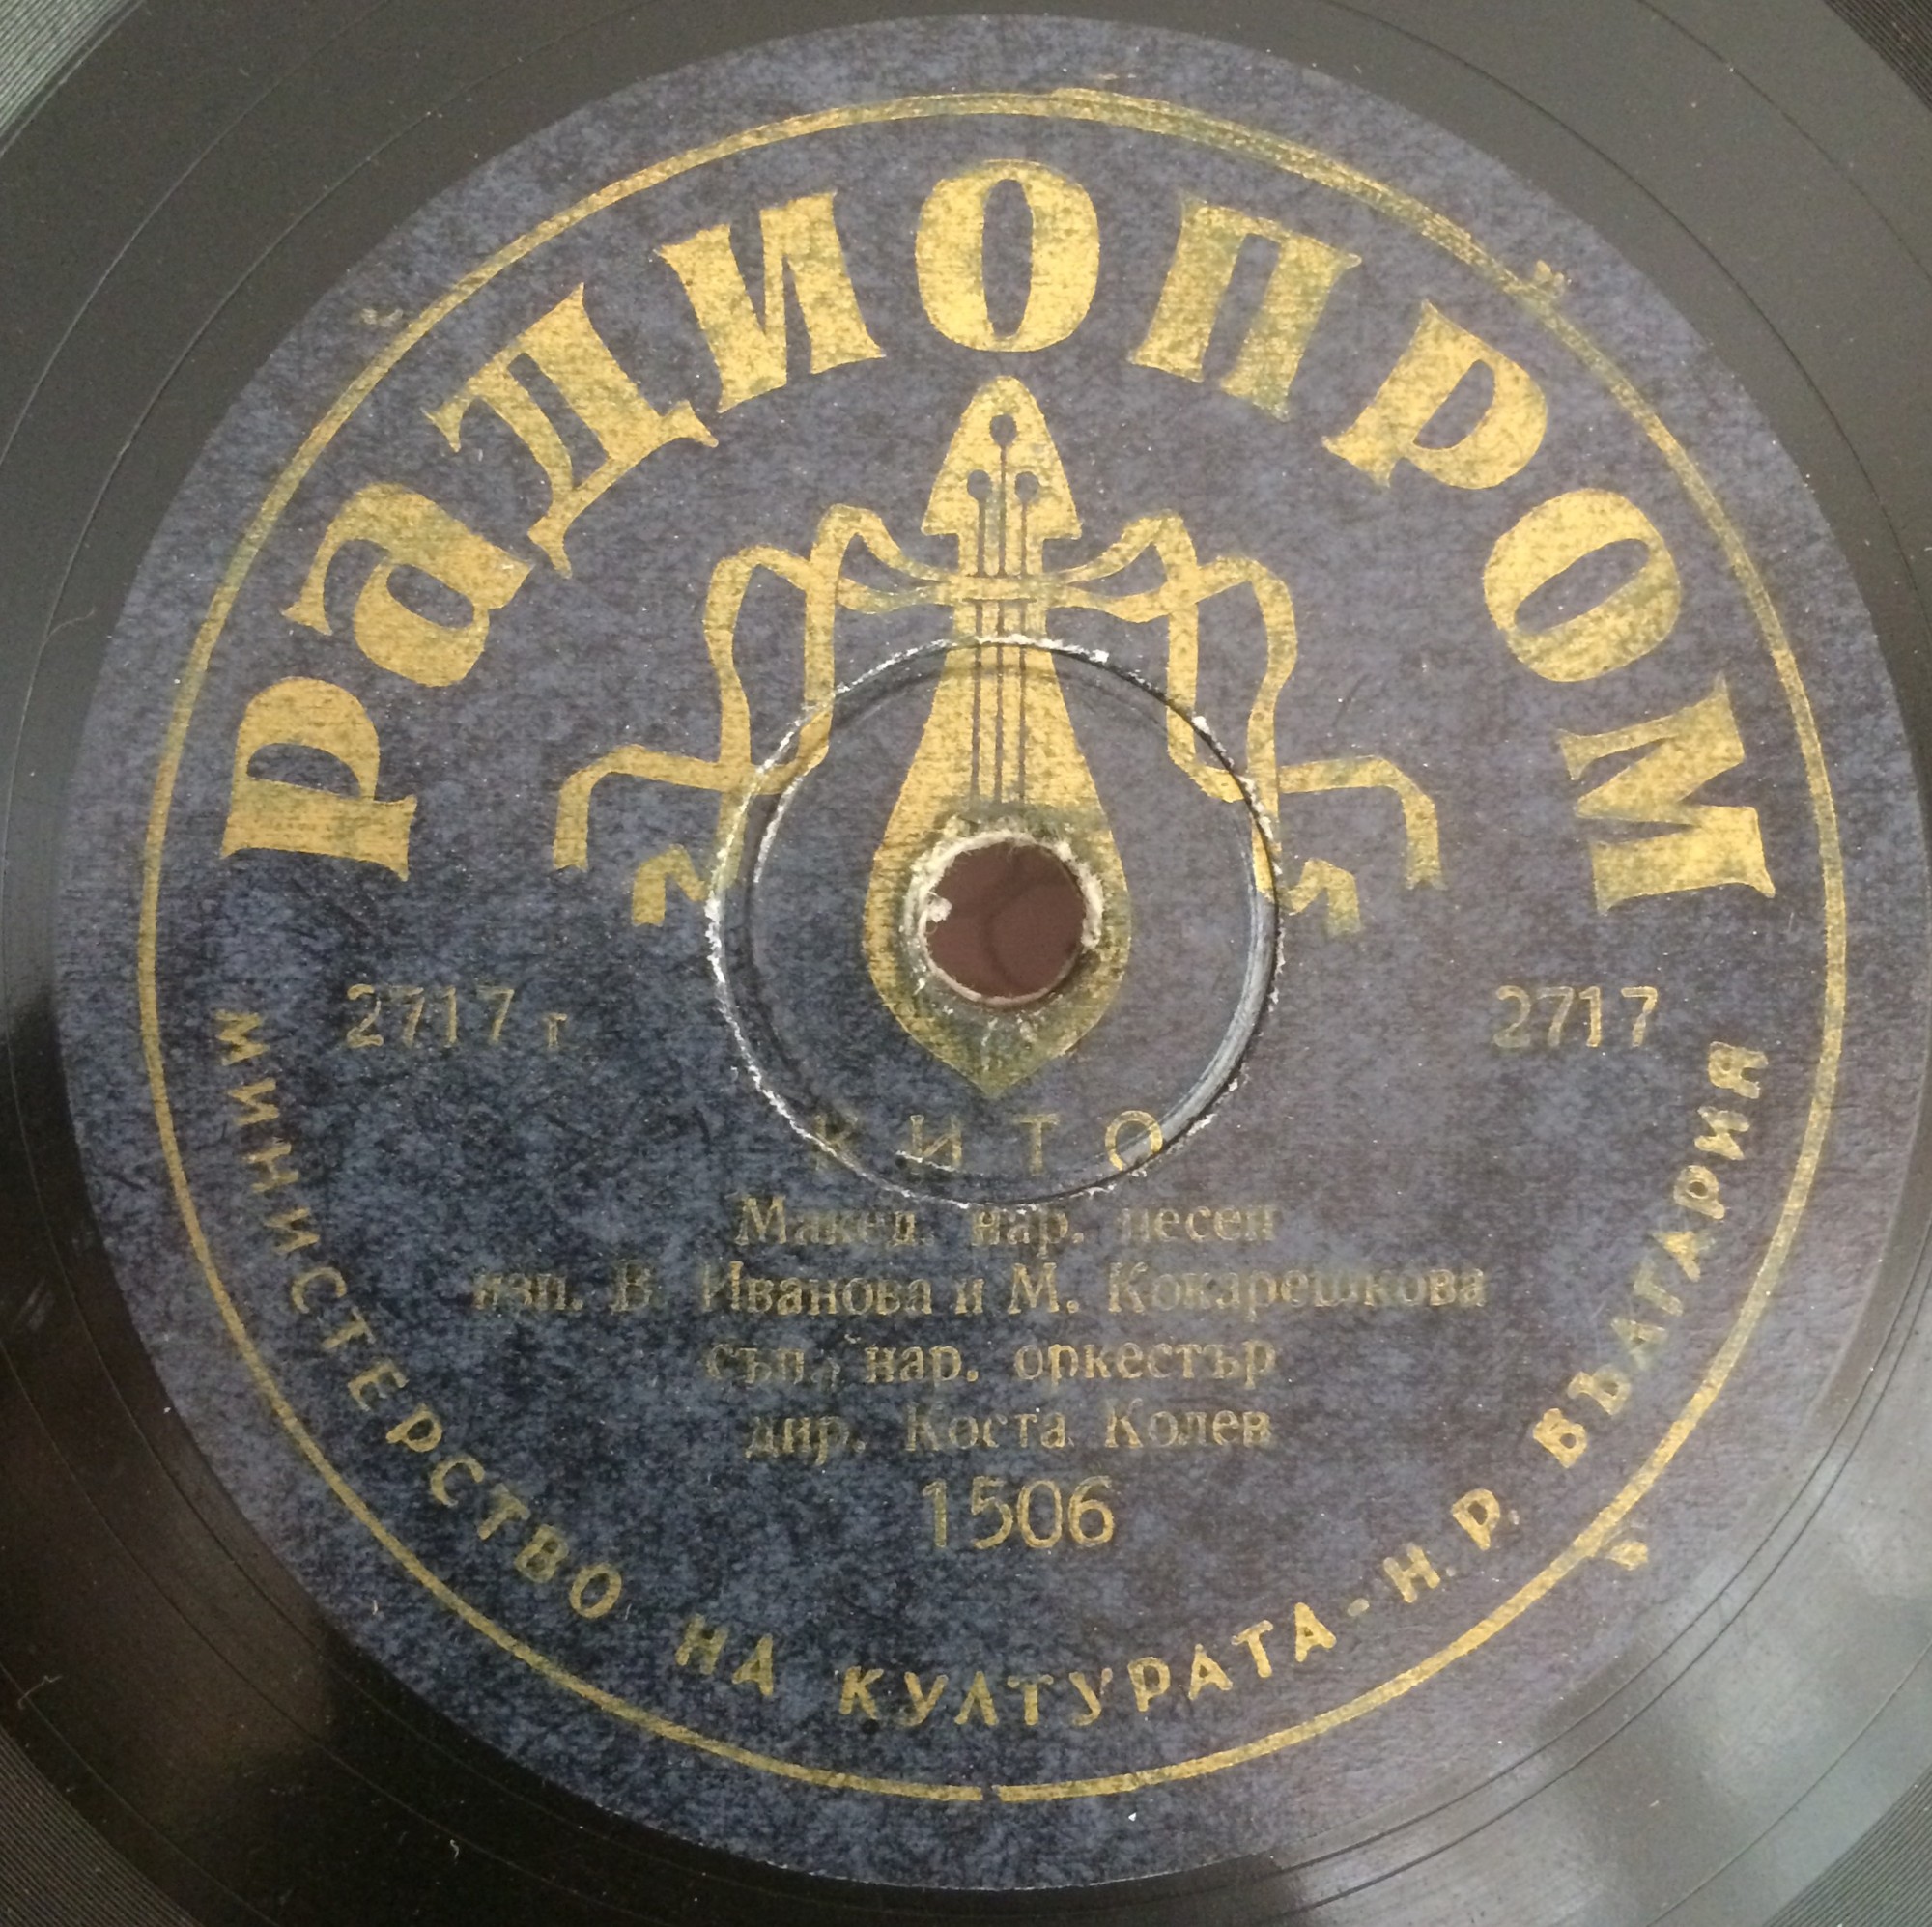 РАДИОПРОМ
2717 г
2717
КИТО
Макед. нар. песен
изп. В. Иванова и М. Кокарешкова
съп. нар. оркестър
дир. Коста Колев
1506
МИНИСТЕРСТВО НА КУЛТУРАТА - Н. Р. БЪЛГАРИЯ